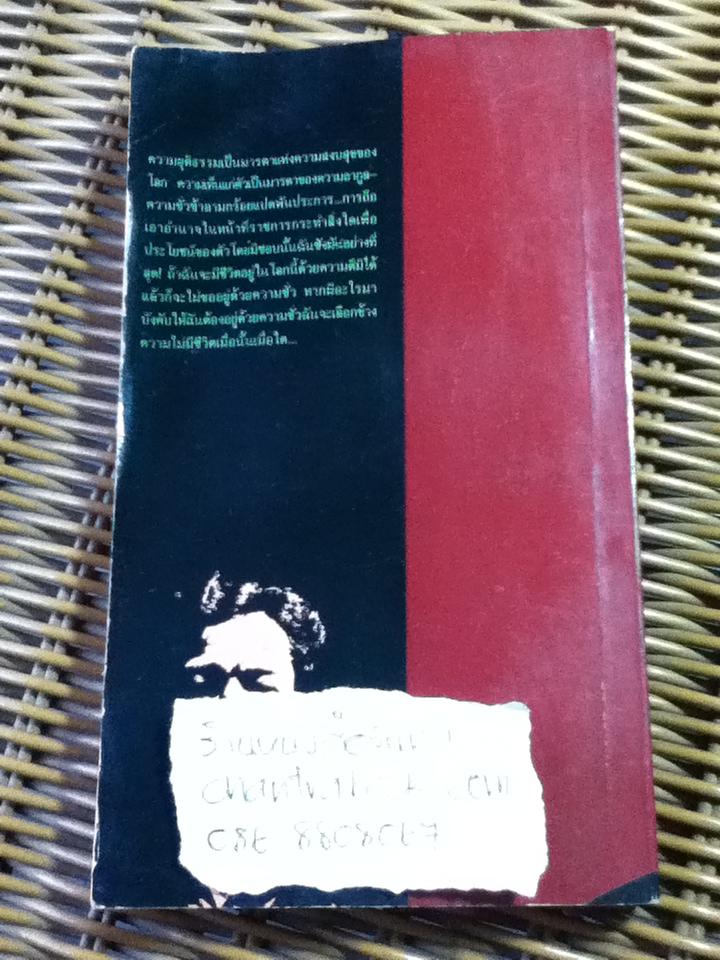 ความยุติธรรมเป็นมารดาแห่งความสงบสุขของ
โลก ความเห็นแก่ตัวเป็นมารดาของความลามก–
ความชั่วช้าลามกร้อยแปดพันประการ...การถือ
เอาอำนาจในหน้าที่ราชการกระทำสิ่งใดเพื่อ
ประโยชน์ของตัวโดยมิชอบนั้นฉันชังมันอย่างที่
สุด! ถ้าฉันจะมีชีวิตอยู่ในโลกนี้ด้วยความดีมิได้
แล้วก็จะไม่ขออยู่ด้วยความชั่ว หากมีอะไรมา
บังคับให้ฉันต้องอยู่ด้วยความชั่วฉันจะเลือกข้าง
ความไม่มีชีวิตเมื่อนั้นเมื่อใด...